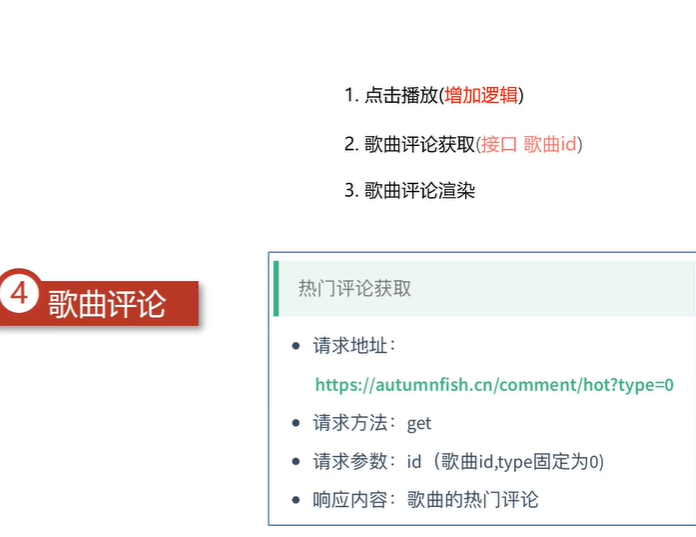 1. 点击播放(增加逻辑)
2. 歌曲评论获取(接口 歌曲id)
3. 歌曲评论渲染
4 歌曲评论
热门评论获取
• 请求地址：
https://autumnfish.cn/comment/hot?type=0
• 请求方法：get
• 请求参数：id（歌曲id,type固定为0)
• 响应内容：歌曲的热门评论